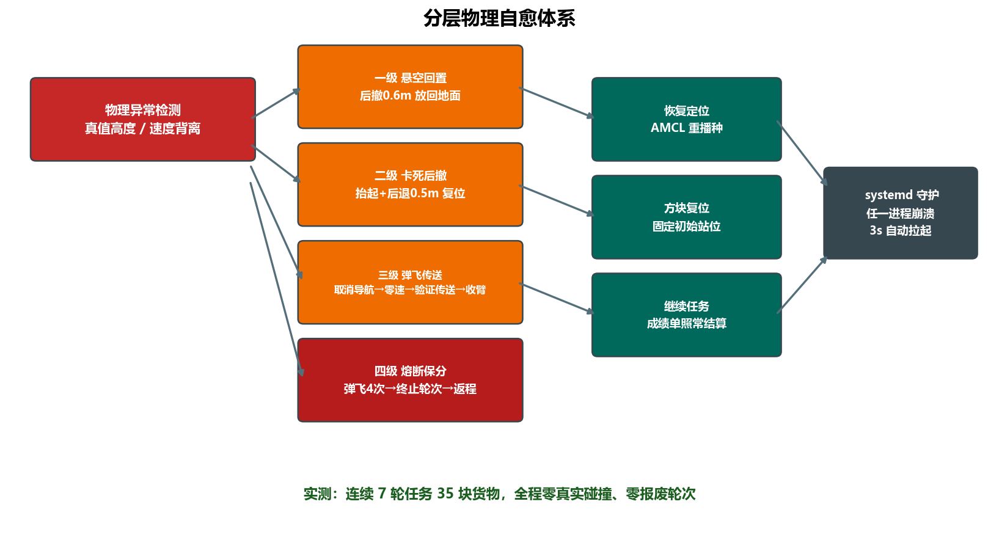 分层物理自愈体系
物理异常检测
真值高度 / 速度背离
一级 悬空回置
后撤0.6m 放回地面
二级 卡死后撤
抬起+后退0.5m 复位
三级 弹飞传送
取消导航→零速→验证传送→收臂
四级 熔断保分
弹飞4次→终止轮次→返程
恢复定位
AMCL 重播种
方块复位
固定初始站位
继续任务
成绩单照常结算
systemd 守护
任一进程崩溃
3s 自动拉起
实测：连续 7 轮任务 35 块货物，全程零真实碰撞、零报废轮次